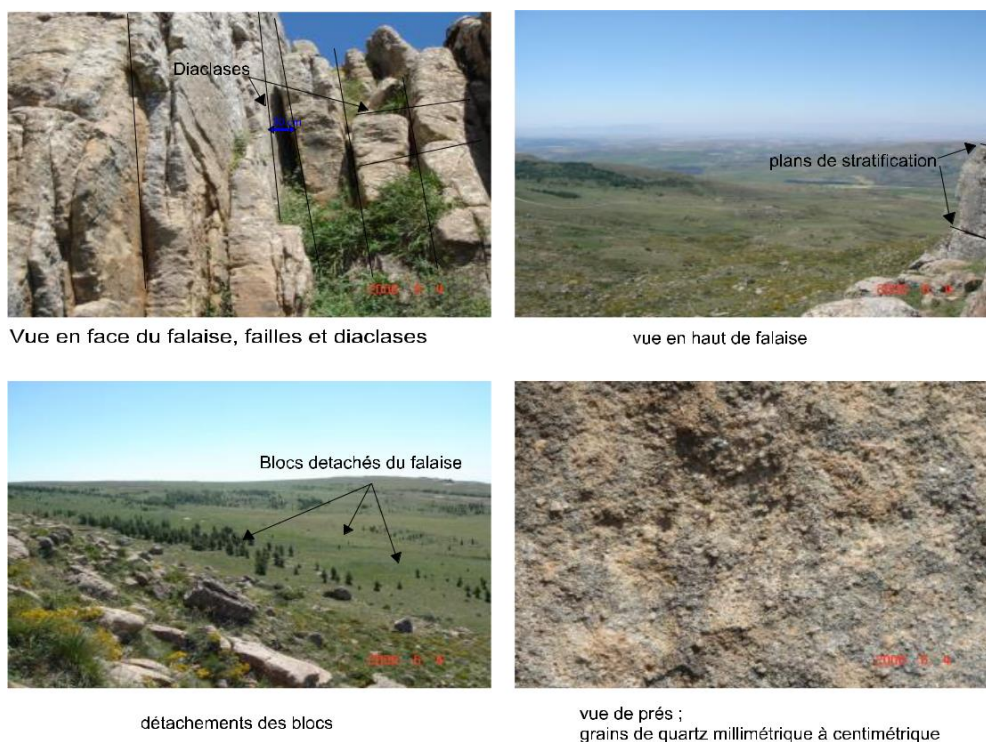 Diaclases
plans de stratification
Vue en face du falaise, failles et diaclases
vue en haut de falaise
Blocs detachés du falaise
détachements des blocs
vue de prés ;
grains de quartz millimétrique à centimétrique